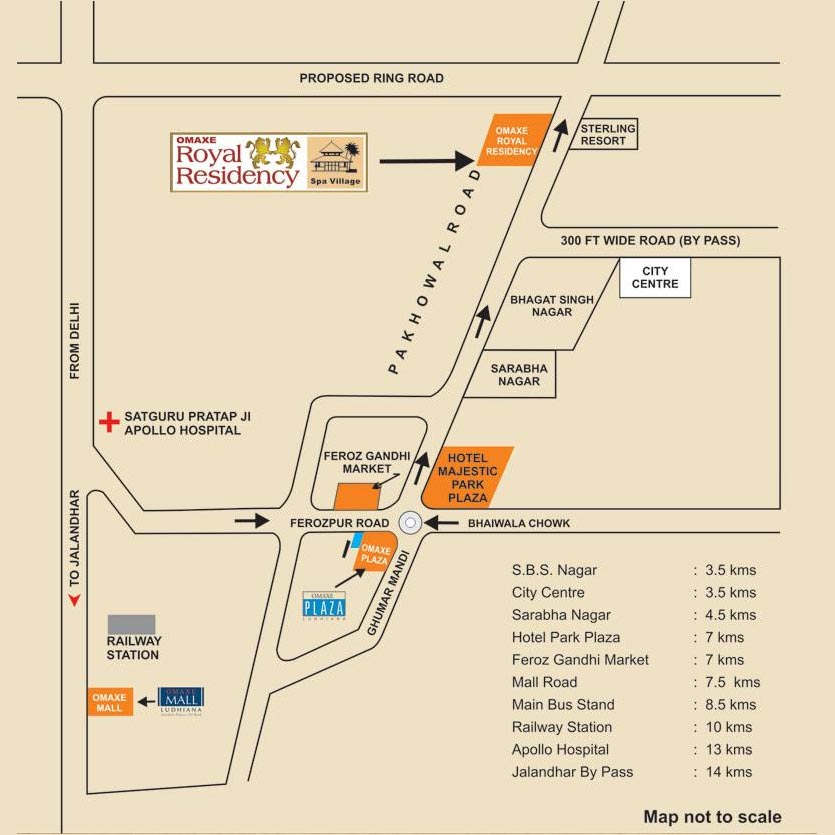 PROPOSED RING ROAD
OMAXE
Royal
Residency
Spa Village
OMAXE
ROYAL
RESIDENCY
STERLING
RESORT
PAKHOWAL ROAD
300 FT WIDE ROAD (BY PASS)
CITY
CENTRE
BHAGAT SINGH
NAGAR
SARABHA
NAGAR
FROM DELHI
SATGURU PRATAP JI
APOLLO HOSPITAL
FEROZ GANDHI
MARKET
HOTEL
MAJESTIC
PARK
PLAZA
TO JALANDHAR
FEROZPUR ROAD
BHAIWALA CHOWK
OMAXE
PLAZA
GHUMAR MANDI
OMAXE
PLAZA
LUDHIANA
RAILWAY
STATION
OMAXE
MALL
OMAXE
MALL
LUDHIANA
S.B.S. Nagar : 3.5 kms
City Centre : 3.5 kms
Sarabha Nagar : 4.5 kms
Hotel Park Plaza : 7 kms
Feroz Gandhi Market : 7 kms
Mall Road : 7.5 kms
Main Bus Stand : 8.5 kms
Railway Station : 10 kms
Apollo Hospital : 13 kms
Jalandhar By Pass : 14 kms
Map not to scale